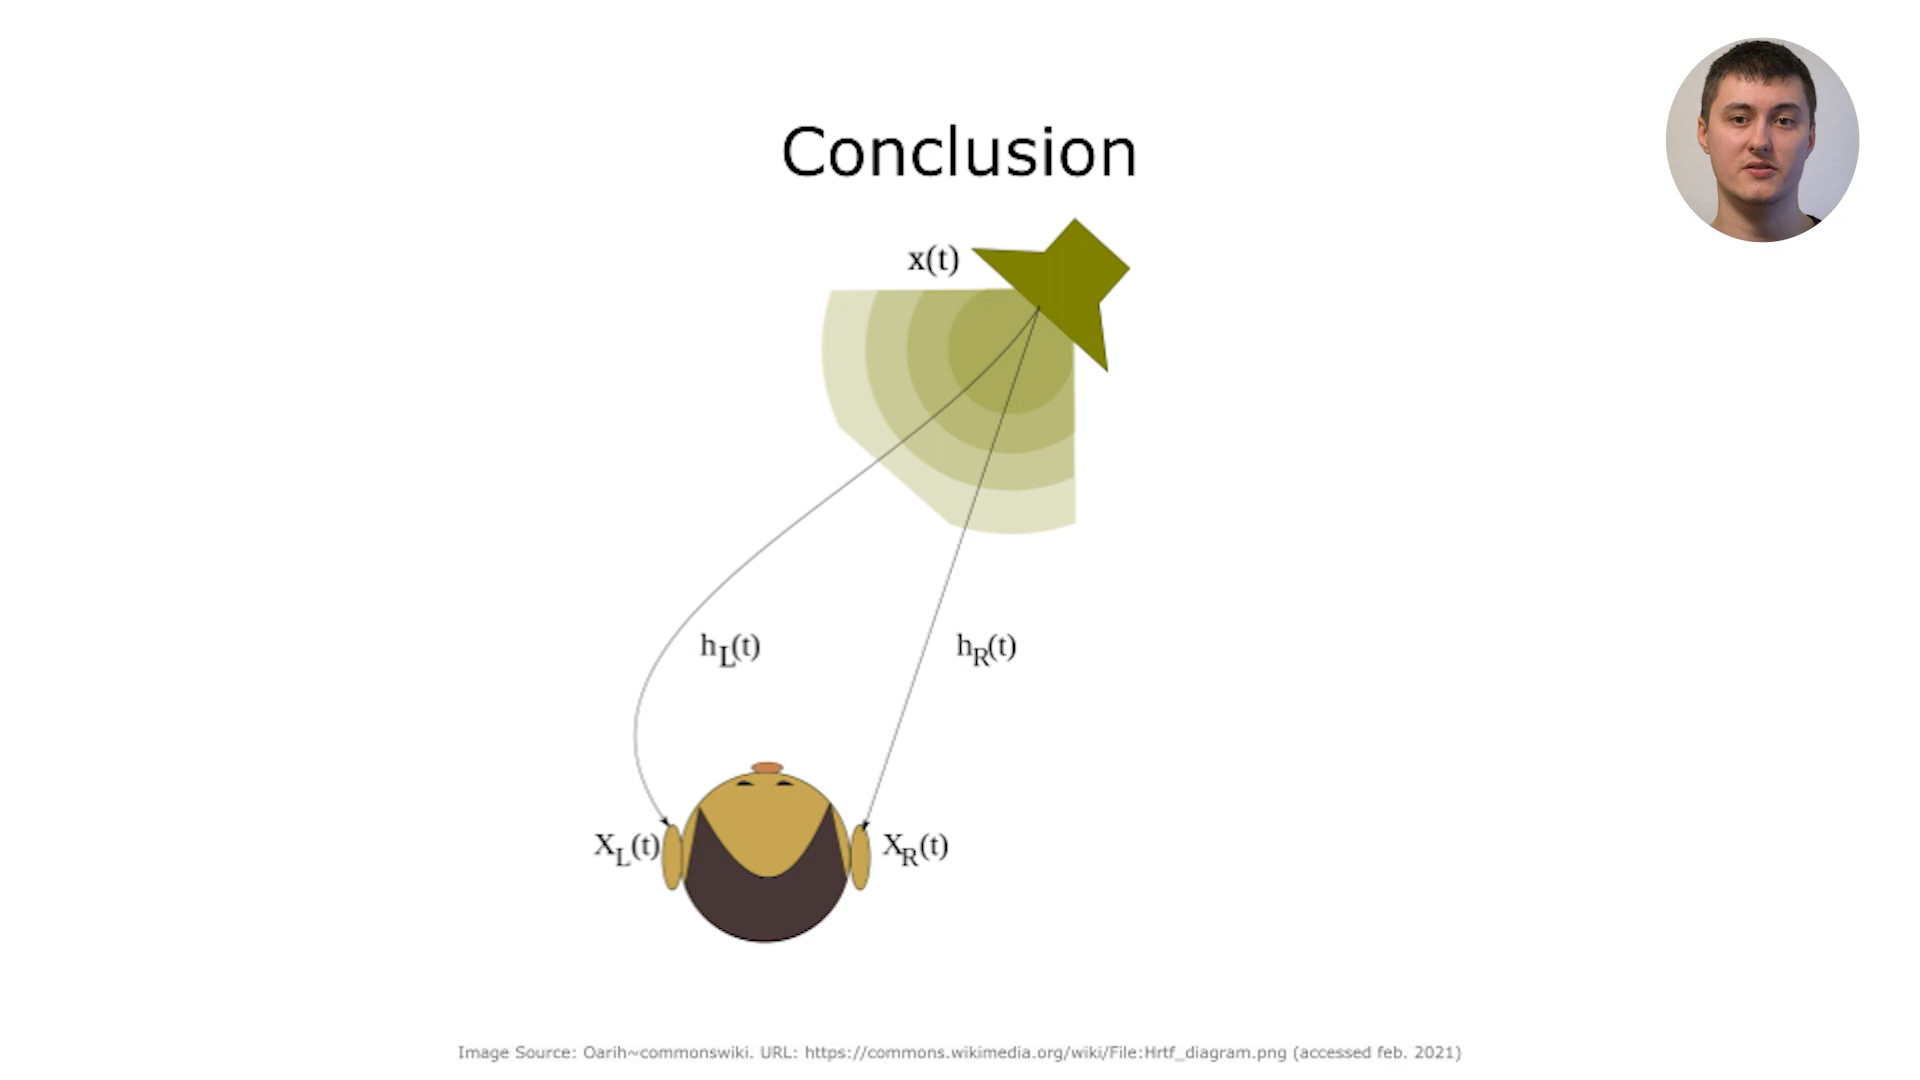 Conclusion
x(t)
hL(t)
hR(t)
XL(t)
XR(t)
Image Source: Oarih~commonswiki. URL: https://commons.wikimedia.org/wiki/File:Hrtf_diagram.png (accessed feb. 2021)